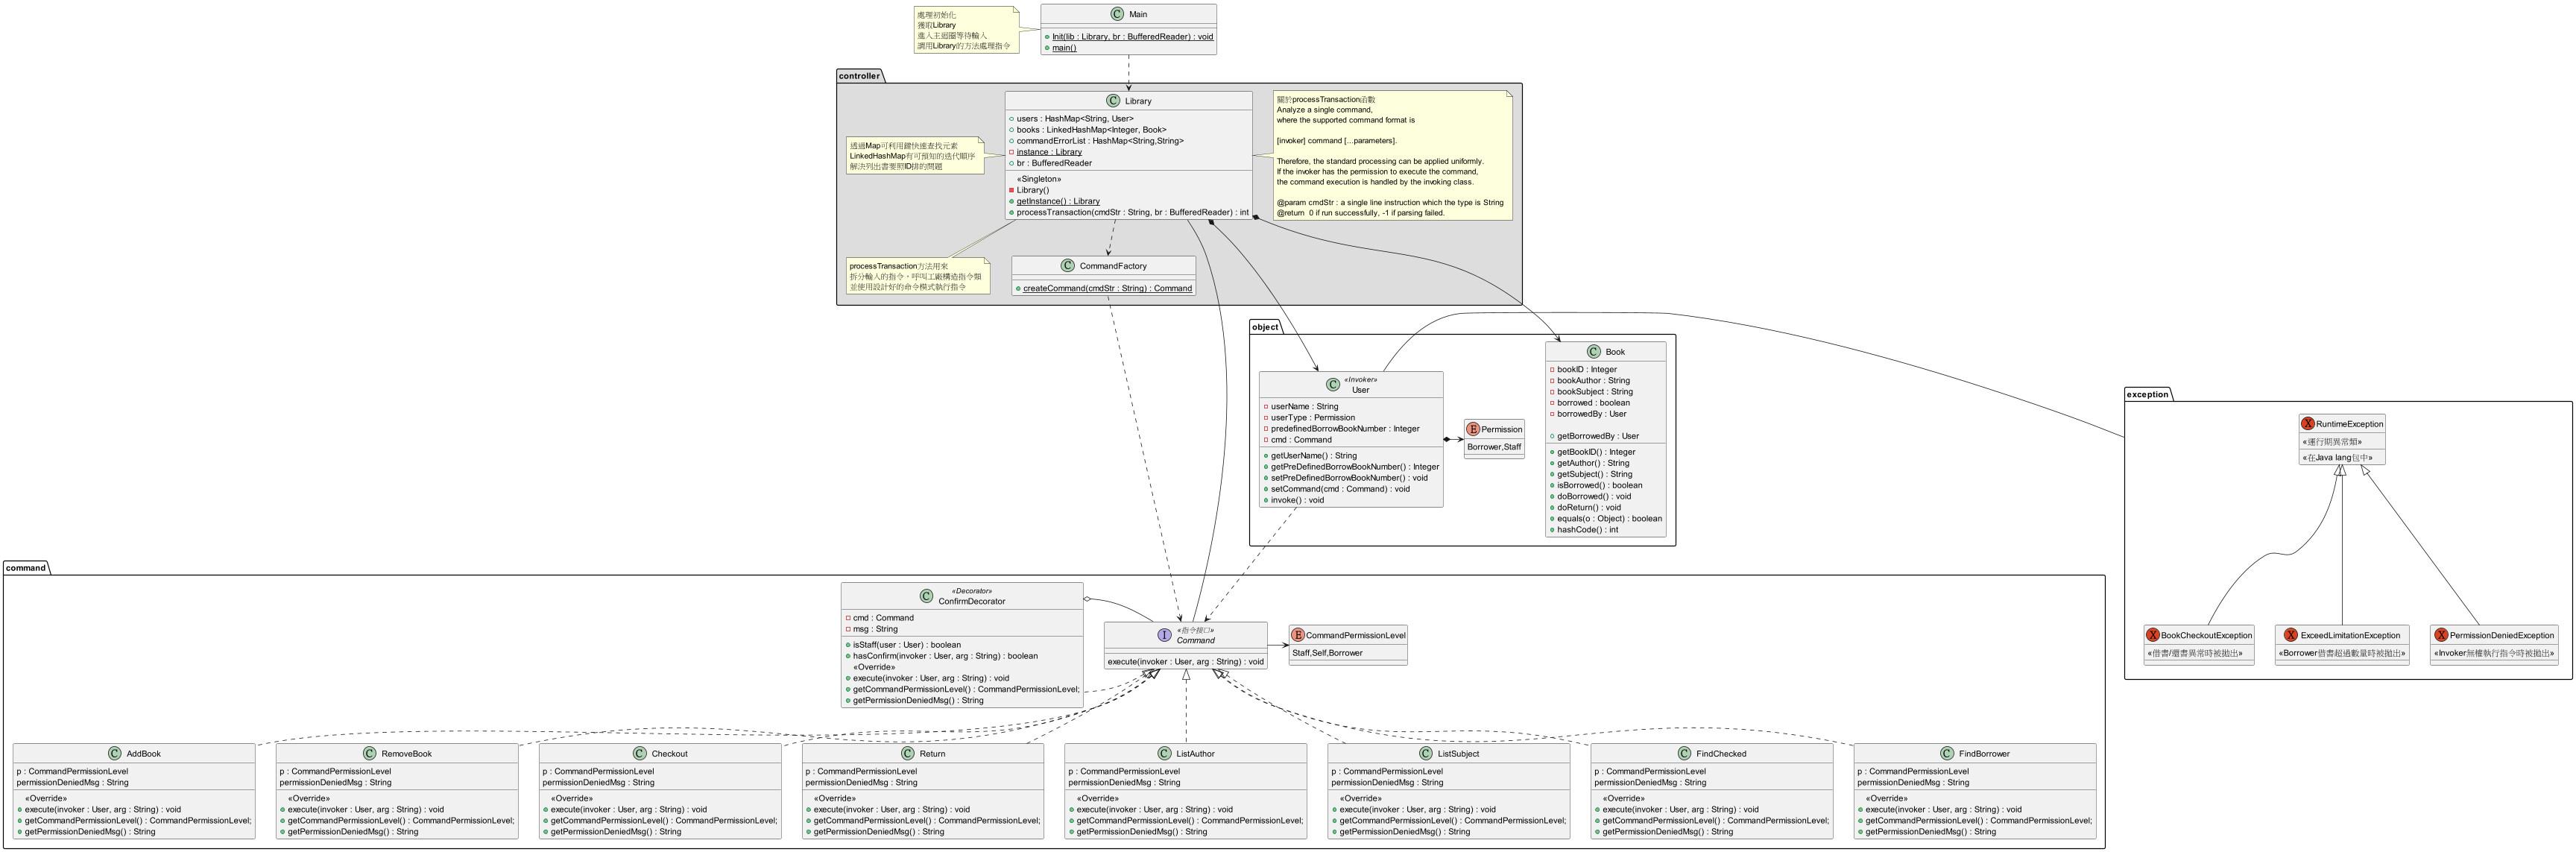 處理初始化
獲取Library
進入主迴圈等待輸入
調用Library的方法處理指令
C Main
Init(lib : Library, br : BufferedReader) : void
main()
controller
C Library
users : HashMap<String, User>
books : LinkedHashMap<Integer, Book>
commandErrorList : HashMap<String,String>
instance : Library
br : BufferedReader
«Singleton»
Library()
getInstance() : Library
processTransaction(cmdStr : String, br : BufferedReader) : int
透過Map可利用鍵快速查找元素
LinkedHashMap有可預知的迭代順序
解決列出書要照ID排的問題
關於processTransaction函數
Analyze a single command,
where the supported command format is
[invoker] command [...parameters].
Therefore, the standard processing can be applied uniformly.
If the invoker has the permission to execute the command,
the command execution is handled by the invoking class.
@param cmdStr : a single line instruction which the type is String
@return  0 if run successfully, -1 if parsing failed.
processTransaction方法用來
拆分輸入的指令，呼叫工廠構造指令類
並使用設計好的命令模式執行指令
C CommandFactory
createCommand(cmdStr : String) : Command
object
C «Invoker»
User
userName : String
userType : Permission
predefinedBorrowBookNumber : Integer
cmd : Command
getUserName() : String
getPreDefinedBorrowBookNumber() : Integer
setPreDefinedBorrowBookNumber() : void
setCommand(cmd : Command) : void
invoke() : void
E Permission
Borrower,Staff
C Book
bookID : Integer
bookAuthor : String
bookSubject : String
borrowed : boolean
borrowedBy : User
getBorrowedBy : User
getBookID() : Integer
getAuthor() : String
getSubject() : String
isBorrowed() : boolean
doBorrowed() : void
doReturn() : void
equals(o : Object) : boolean
hashCode() : int
exception
X RuntimeException
«運行期異常類»
«在Java lang包中»
X BookCheckoutException
«借書/還書異常時被拋出»
X ExceedLimitationException
«Borrower借書超過數量時被拋出»
X PermissionDeniedException
«Invoker無權執行指令時被拋出»
command
C «Decorator»
ConfirmDecorator
cmd : Command
msg : String
isStaff(user : User) : boolean
hasConfirm(invoker : User, arg : String) : boolean
«Override»
execute(invoker : User, arg : String) : void
getCommandPermissionLevel() : CommandPermissionLevel;
getPermissionDeniedMsg() : String
I «指令接口»
Command
execute(invoker : User, arg : String) : void
E CommandPermissionLevel
Staff,Self,Borrower
C AddBook
p : CommandPermissionLevel
permissionDeniedMsg : String
«Override»
execute(invoker : User, arg : String) : void
getCommandPermissionLevel() : CommandPermissionLevel;
getPermissionDeniedMsg() : String
C RemoveBook
p : CommandPermissionLevel
permissionDeniedMsg : String
«Override»
execute(invoker : User, arg : String) : void
getCommandPermissionLevel() : CommandPermissionLevel;
getPermissionDeniedMsg() : String
C Checkout
p : CommandPermissionLevel
permissionDeniedMsg : String
«Override»
execute(invoker : User, arg : String) : void
getCommandPermissionLevel() : CommandPermissionLevel;
getPermissionDeniedMsg() : String
C Return
p : CommandPermissionLevel
permissionDeniedMsg : String
«Override»
execute(invoker : User, arg : String) : void
getCommandPermissionLevel() : CommandPermissionLevel;
getPermissionDeniedMsg() : String
C ListAuthor
p : CommandPermissionLevel
permissionDeniedMsg : String
«Override»
execute(invoker : User, arg : String) : void
getCommandPermissionLevel() : CommandPermissionLevel;
getPermissionDeniedMsg() : String
C ListSubject
p : CommandPermissionLevel
permissionDeniedMsg : String
«Override»
execute(invoker : User, arg : String) : void
getCommandPermissionLevel() : CommandPermissionLevel;
getPermissionDeniedMsg() : String
C FindChecked
p : CommandPermissionLevel
permissionDeniedMsg : String
«Override»
execute(invoker : User, arg : String) : void
getCommandPermissionLevel() : CommandPermissionLevel;
getPermissionDeniedMsg() : String
C FindBorrower
p : CommandPermissionLevel
permissionDeniedMsg : String
«Override»
execute(invoker : User, arg : String) : void
getCommandPermissionLevel() : CommandPermissionLevel;
getPermissionDeniedMsg() : String